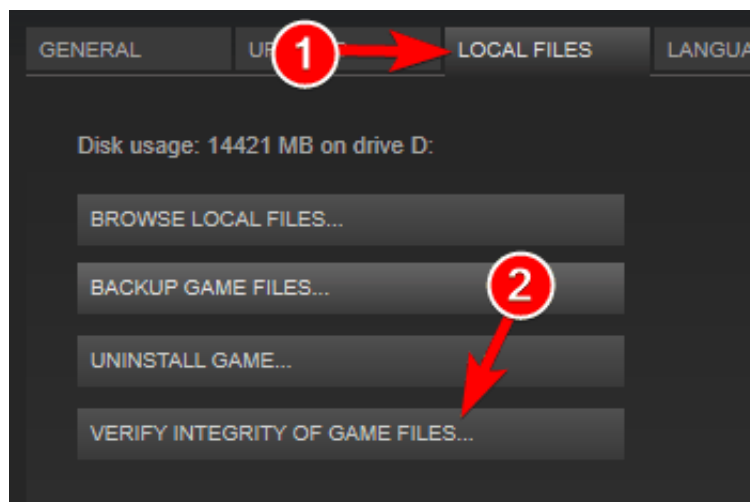 GENERAL 1 LOCAL FILES
Disk usage: 14421 MB on drive D:
BROWSE LOCAL FILES...
BACKUP GAME FILES... 2
UNINSTALL GAME...
VERIFY INTEGRITY OF GAME FILES...